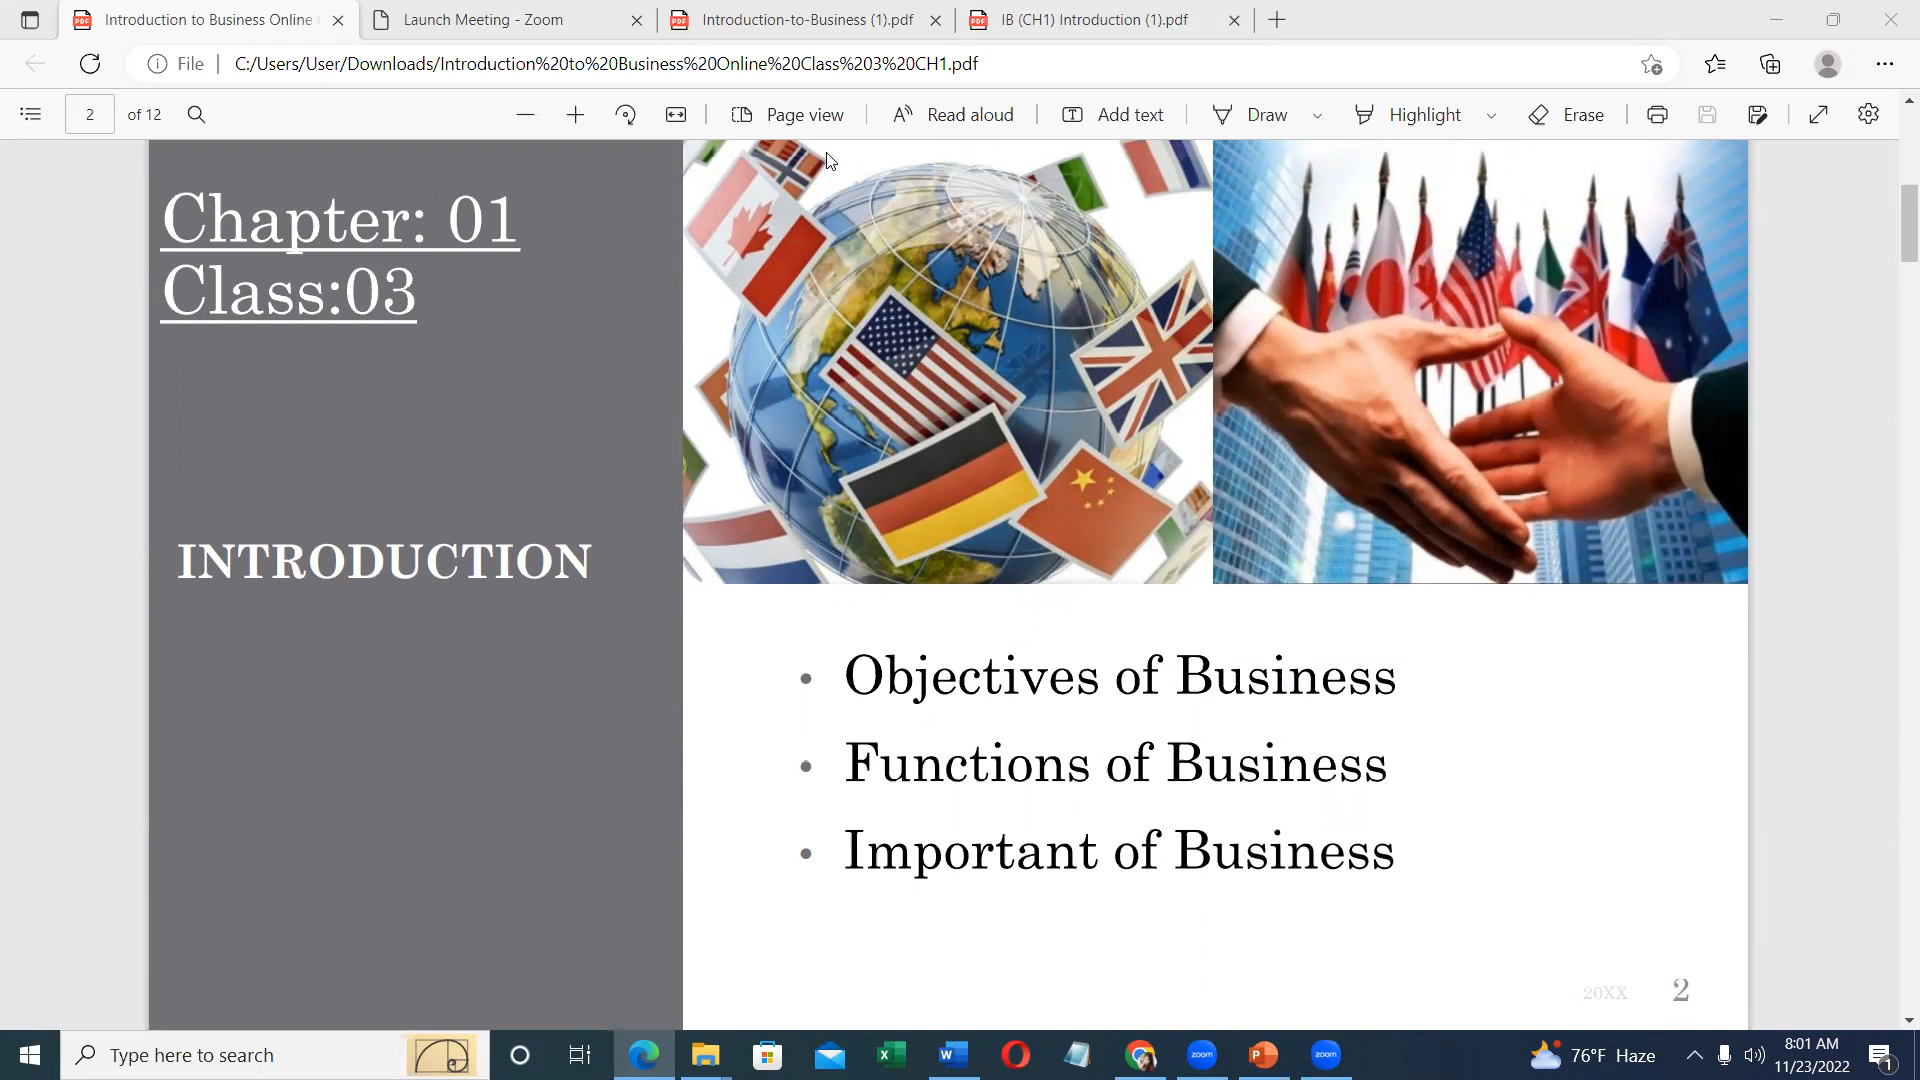 Introduction to Business Online
Launch Meeting - Zoom
Introduction-to-Business (1).pdf
IB (CH1) Introduction (1).pdf
File
C:/Users/User/Downloads/Introduction%20to%20Business%20Online%20Class%203%20CH1.pdf
2 of 12
Page view
Read aloud
Add text
Draw
Highlight
Erase
Chapter: 01
Class:03
INTRODUCTION
• Objectives of Business
• Functions of Business
• Important of Business
20XX 2
Type here to search
zoom
zoom
76°F Haze
8:01 AM
11/23/2022
1